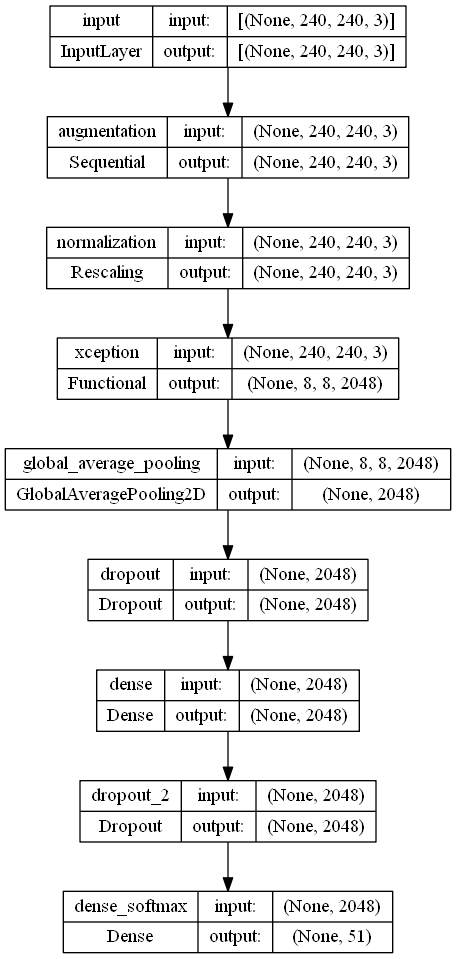 input input: [(None, 240, 240, 3)]
InputLayer output: [(None, 240, 240, 3)]
augmentation input: (None, 240, 240, 3)
Sequential output: (None, 240, 240, 3)
normalization input: (None, 240, 240, 3)
Rescaling output: (None, 240, 240, 3)
xception input: (None, 240, 240, 3)
Functional output: (None, 8, 8, 2048)
global_average_pooling input: (None, 8, 8, 2048)
GlobalAveragePooling2D output: (None, 2048)
dropout input: (None, 2048)
Dropout output: (None, 2048)
dense input: (None, 2048)
Dense output: (None, 2048)
dropout_2 input: (None, 2048)
Dropout output: (None, 2048)
dense_softmax input: (None, 2048)
Dense output: (None, 51)